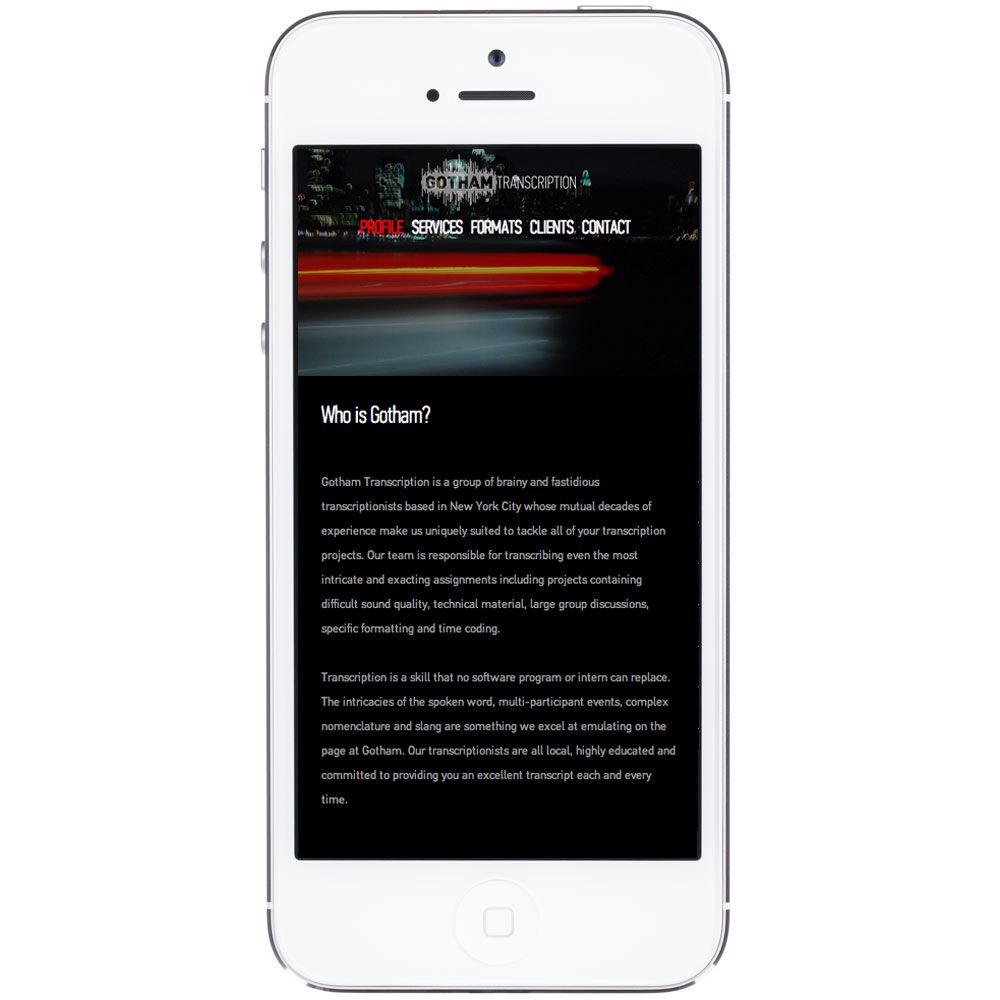 GOTHAM TRANSCRIPTION
PROFILE SERVICES FORMATS CLIENTS CONTACT
Who is Gotham?
Gotham Transcription is a group of brainy and fastidious
transcriptionists based in New York City whose mutual decades of
experience make us uniquely suited to tackle all of your transcription
projects. Our team is responsible for transcribing even the most
intricate and exacting assignments including projects containing
difficult sound quality, technical material, large group discussions,
specific formatting and time coding.
Transcription is a skill that no software program or intern can replace.
The intricacies of the spoken word, multi-participant events, complex
nomenclature and slang are something we excel at emulating on the
page at Gotham. Our transcriptionists are all local, highly educated and
committed to providing you an excellent transcript each and every
time.